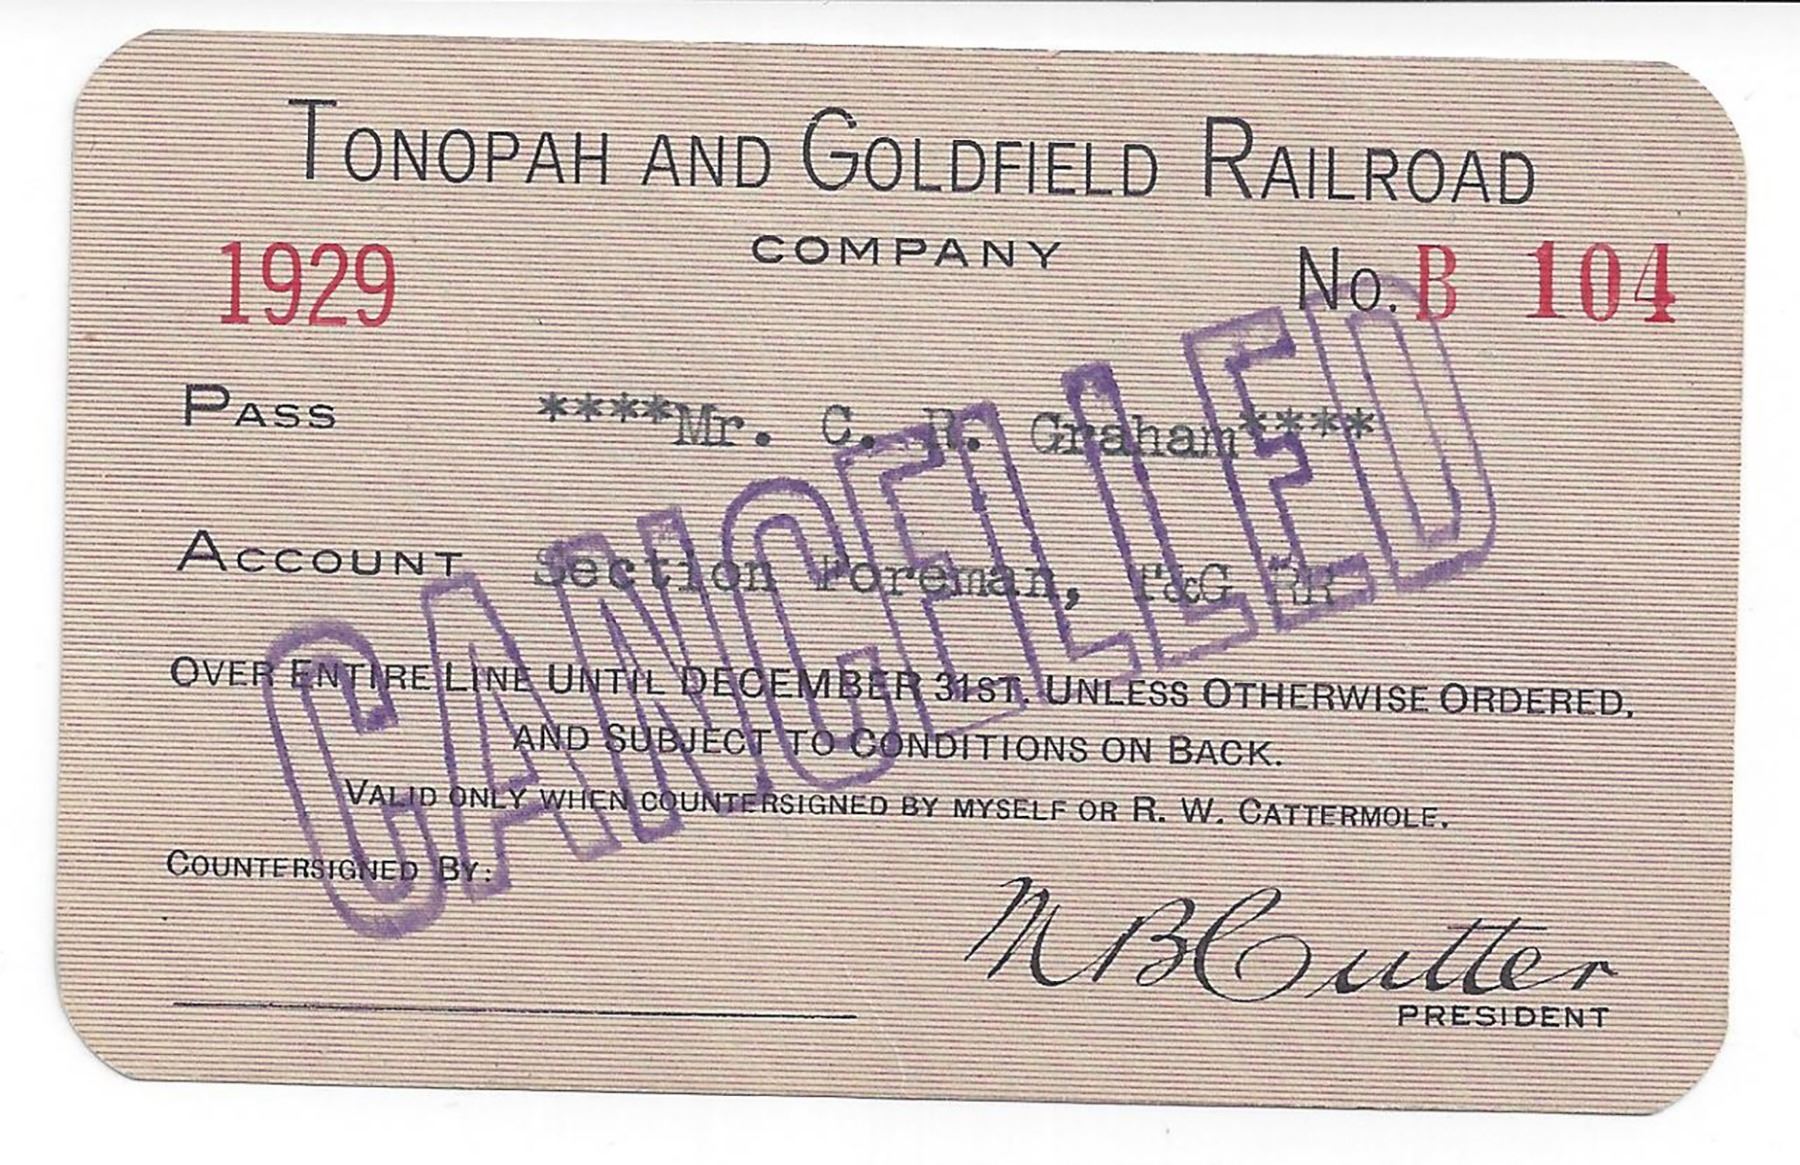 TONOPAH AND GOLDFIELD RAILROAD
COMPANY
1929
No. B 104
PASS ****Mr. C. R. Graham****
ACCOUNT Section Foreman, T&G RR
OVER ENTIRE LINE UNTIL DECEMBER 31ST. UNLESS OTHERWISE ORDERED,
AND SUBJECT TO CONDITIONS ON BACK.
VALID ONLY WHEN COUNTERSIGNED BY MYSELF OR R. W. CATTERMOLE.
COUNTERSIGNED BY:
M B Cutter
PRESIDENT
CANCELLED